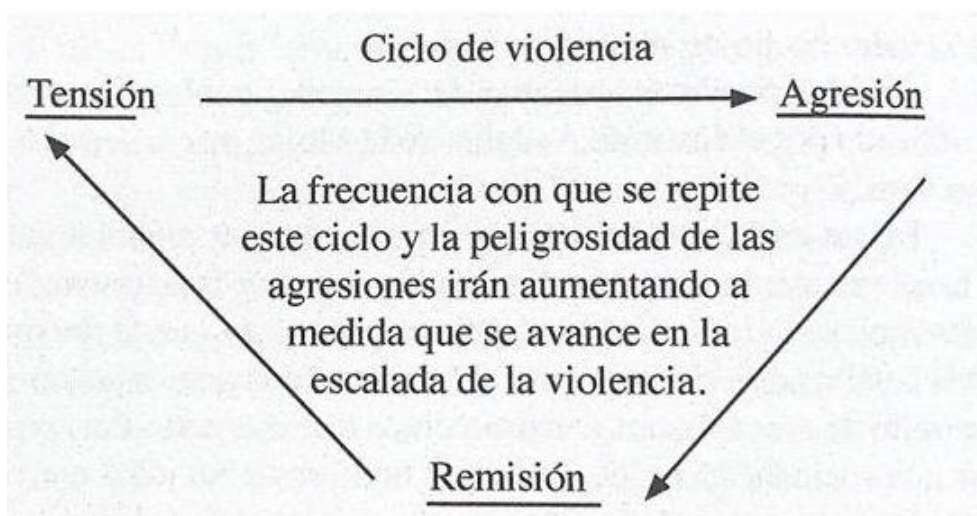 Ciclo de violencia
Tensión
Agresión
La frecuencia con que se repite
este ciclo y la peligrosidad de las
agresiones irán aumentando a
medida que se avance en la
escalada de la violencia.
Remisión